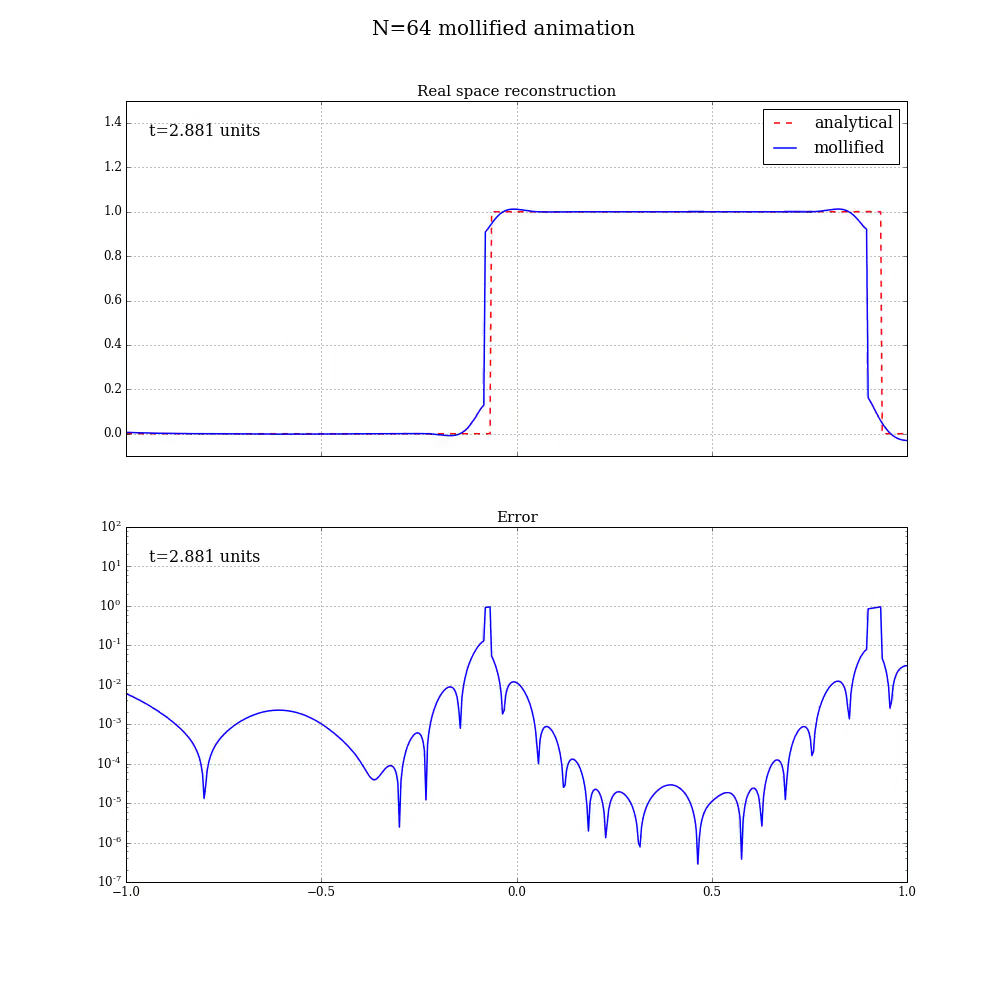 N=64 mollified animation
Real space reconstruction
t=2.881 units
analytical
mollified
1.4
1.2
1.0
0.8
0.6
0.4
0.2
0.0
Error
t=2.881 units
10²
10¹
10⁰
10⁻¹
10⁻²
10⁻³
10⁻⁴
10⁻⁵
10⁻⁶
10⁻⁷
−1.0 −0.5 0.0 0.5 1.0